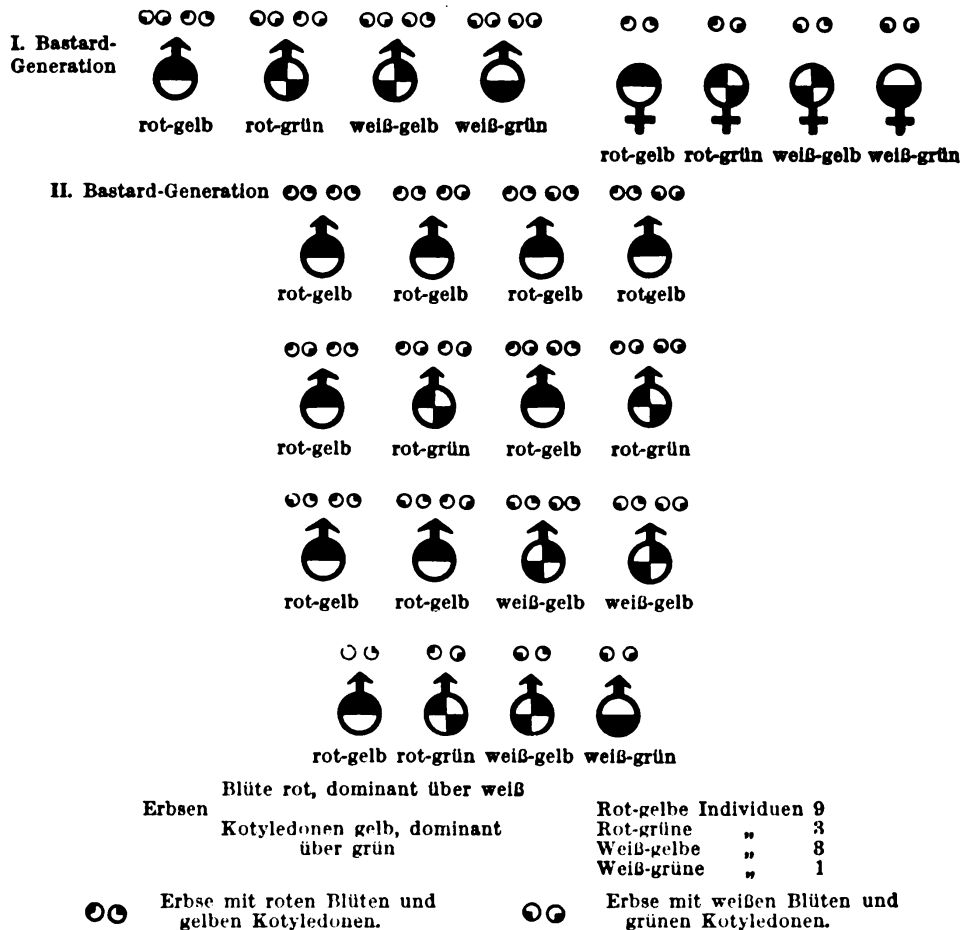 I. Bastard-
Generation
rot-gelb rot-grün weiß-gelb weiß-grün
rot-gelb rot-grün weiß-gelb weiß-grün
II. Bastard-Generation
rot-gelb rot-gelb rot-gelb rotgelb
rot-gelb rot-grün rot-gelb rot-grün
rot-gelb rot-gelb weiß-gelb weiß-gelb
rot-gelb rot-grün weiß-gelb weiß-grün
Erbsen
Blüte rot, dominant über weiß
Kotyledonen gelb, dominant
über grün
Rot-gelbe Individuen 9
Rot-grüne „ 3
Weiß-gelbe „ 8
Weiß-grüne „ 1
Erbse mit roten Blüten und
gelben Kotyledonen.
Erbse mit weißen Blüten und
grünen Kotyledonen.